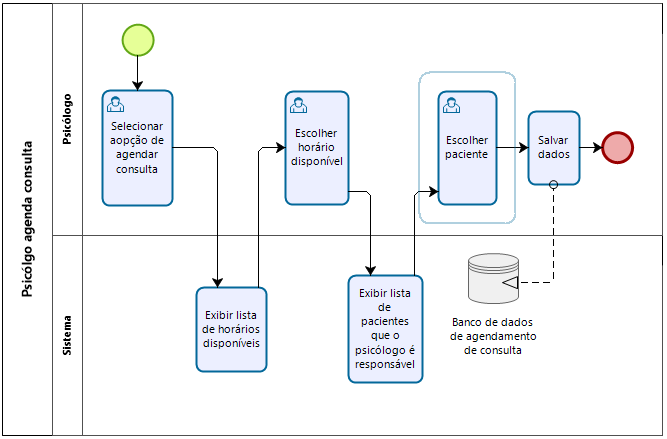 Psicólgo agenda consulta
Psicólogo
Selecionar
aopção de
agendar
consulta
Escolher
horário
disponível
Escolher
paciente
Salvar
dados
Sistema
Exibir lista
de horários
disponíveis
Exibir lista
de
pacientes
que o
psicólogo é
responsável
Banco de dados
de agendamento
de consulta